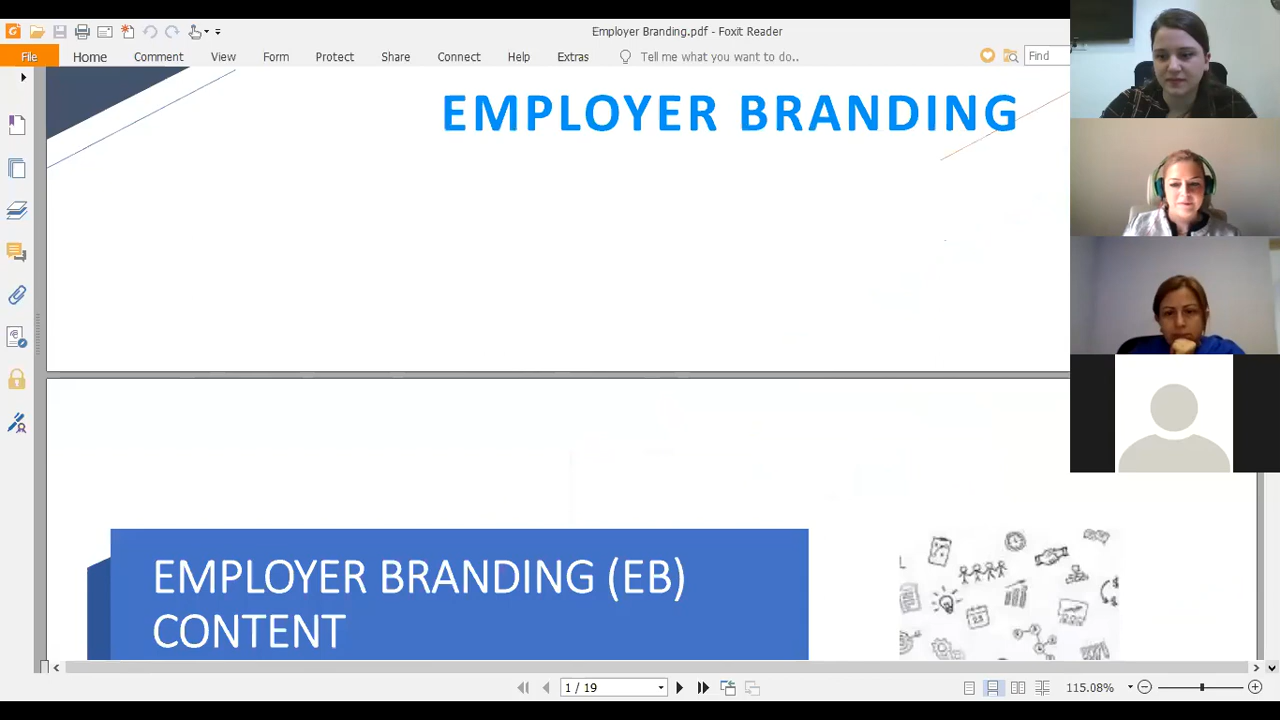 Employer Branding.pdf - Foxit Reader
File Home Comment View Form Protect Share Connect Help Extras Tell me what you want to do.. Find
EMPLOYER BRANDING
EMPLOYER BRANDING (EB)
CONTENT
1 / 19
115.08%